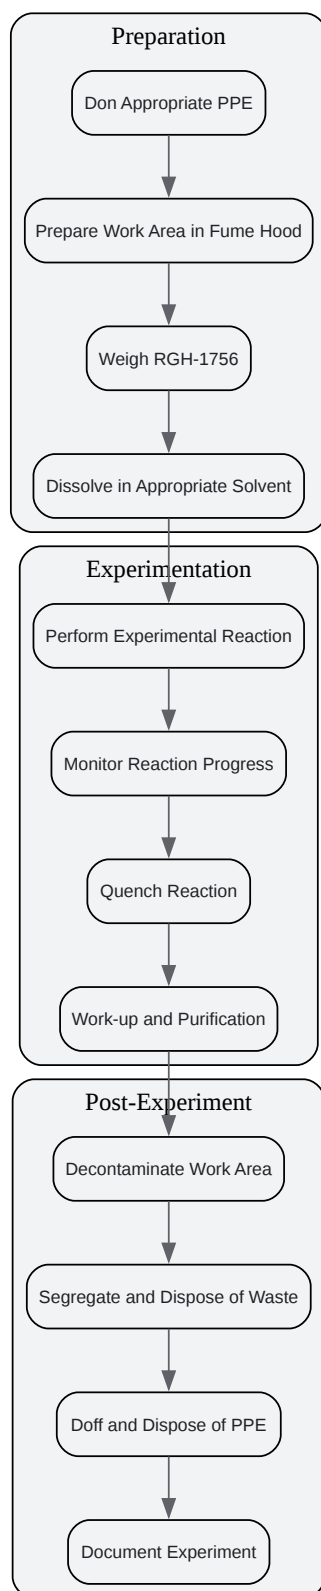 Preparation
Don Appropriate PPE
Prepare Work Area in Fume Hood
Weigh RGH-1756
Dissolve in Appropriate Solvent
Experimentation
Perform Experimental Reaction
Monitor Reaction Progress
Quench Reaction
Work-up and Purification
Post-Experiment
Decontaminate Work Area
Segregate and Dispose of Waste
Doff and Dispose of PPE
Document Experiment